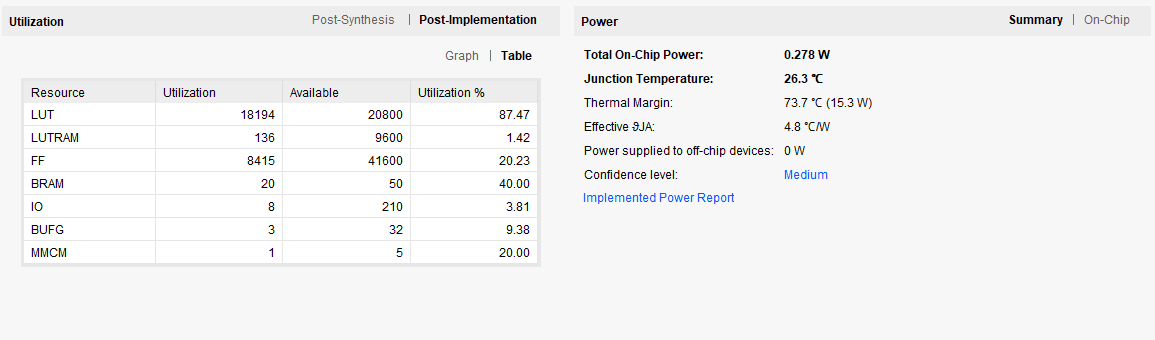 Utilization Post-Synthesis | Post-Implementation
Graph | Table
Resource Utilization Available Utilization %
LUT 18194 20800 87.47
LUTRAM 136 9600 1.42
FF 8415 41600 20.23
BRAM 20 50 40.00
IO 8 210 3.81
BUFG 3 32 9.38
MMCM 1 5 20.00
Power Summary | On-Chip
Total On-Chip Power: 0.278 W
Junction Temperature: 26.3 ℃
Thermal Margin: 73.7 ℃ (15.3 W)
Effective ϑJA: 4.8 ℃/W
Power supplied to off-chip devices: 0 W
Confidence level: Medium
Implemented Power Report